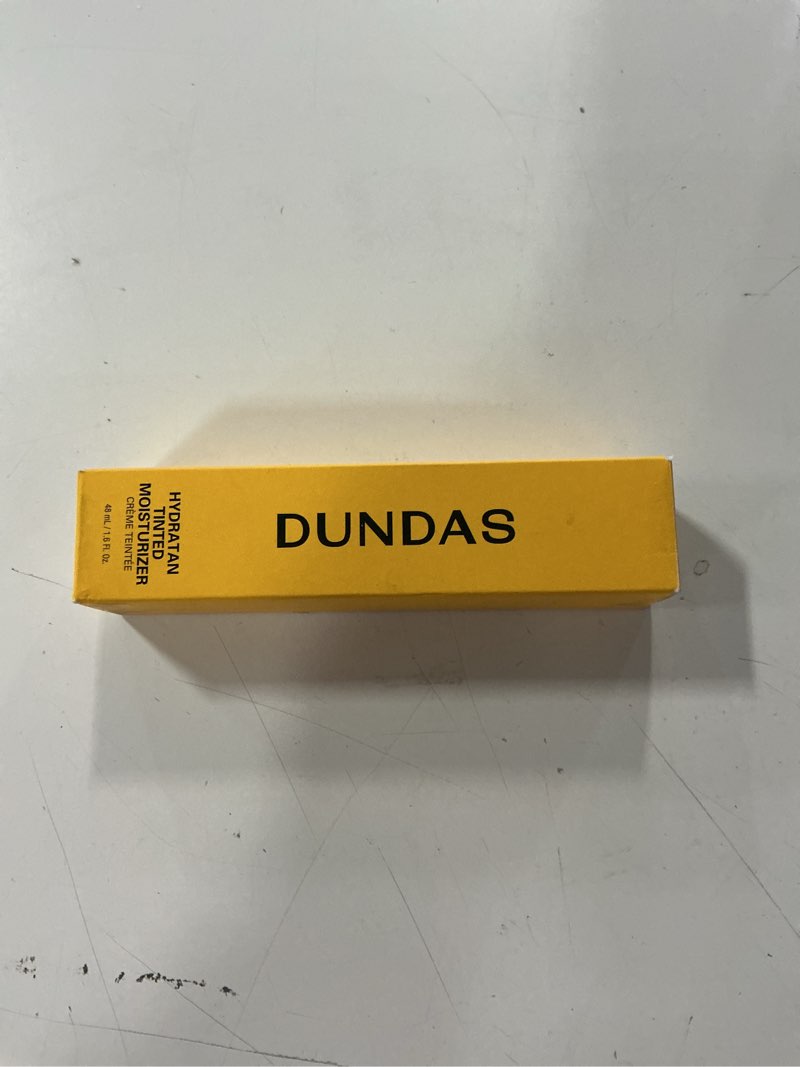 DUNDAS
HYDRATAN
TINTED
MOISTURIZER
CRÈME TEINTÉE
48 mL / 1.6 Fl. Oz.